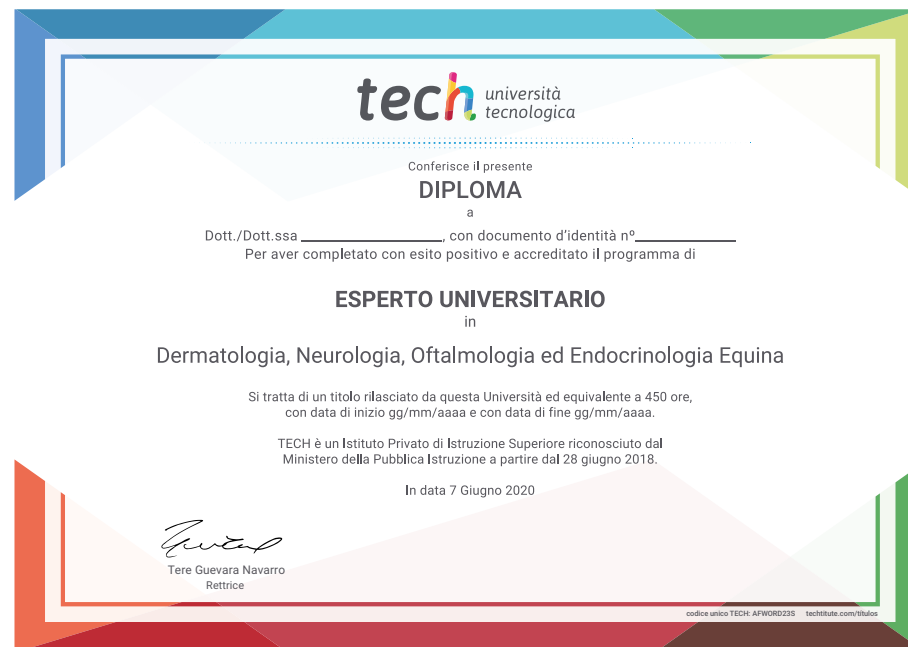 tech università
tecnologica
Conferisce il presente
DIPLOMA
a
Dott./Dott.ssa ____________________, con documento d'identità nº______________
Per aver completato con esito positivo e accreditato il programma di
ESPERTO UNIVERSITARIO
in
Dermatologia, Neurologia, Oftalmologia ed Endocrinologia Equina
Si tratta di un titolo rilasciato da questa Università ed equivalente a 450 ore,
con data di inizio gg/mm/aaaa e con data di fine gg/mm/aaaa.
TECH è un Istituto Privato di Istruzione Superiore riconosciuto dal
Ministero della Pubblica Istruzione a partire dal 28 giugno 2018.
In data 7 Giugno 2020
Tere Guevara Navarro
Rettrice
codice unico TECH: AFWORD23S techtitute.com/titulos